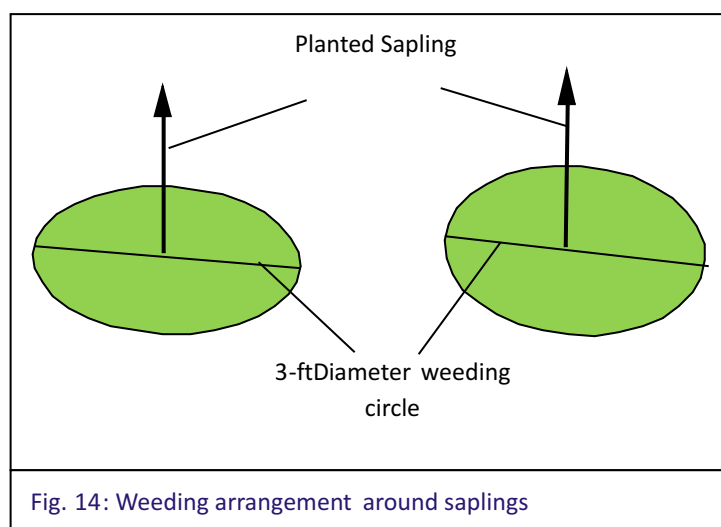 Planted Sapling
3-ftDiameter weeding
circle
Fig. 14: Weeding arrangement around saplings